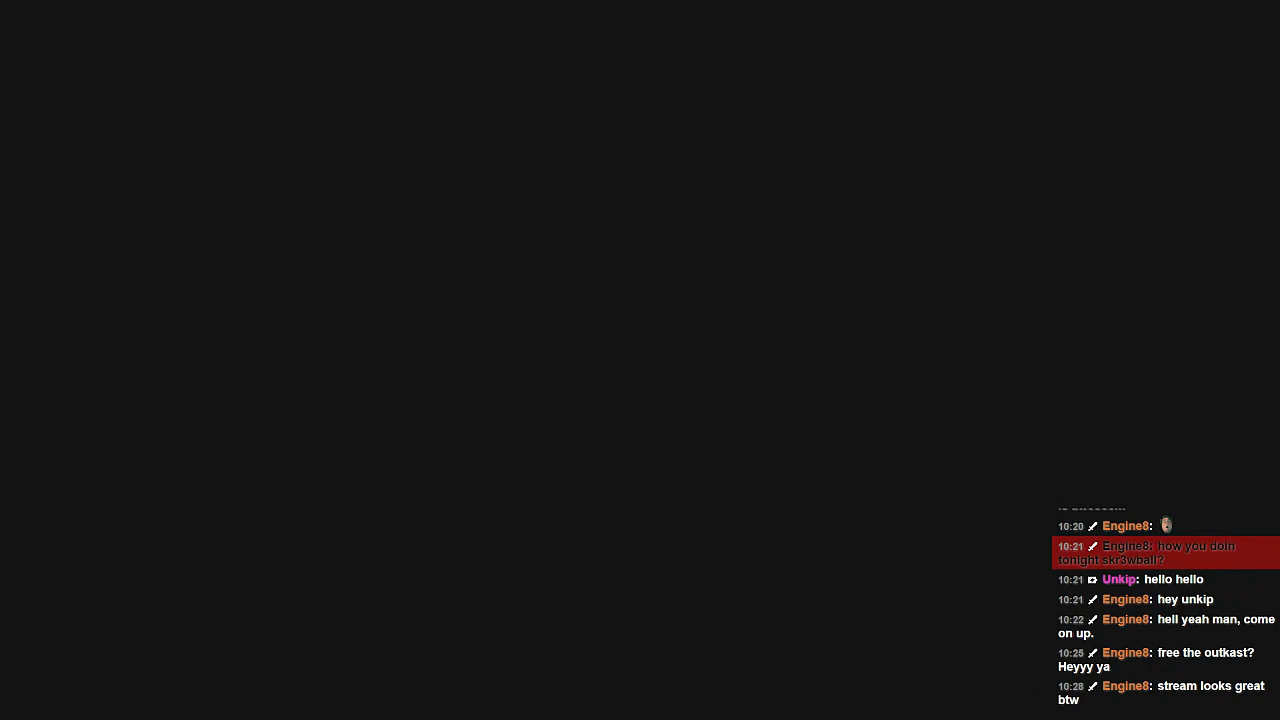 10:20 Engine8:
10:21 Engine8: how you doin
tonight skr3wball?
10:21 Unkip: hello hello
10:21 Engine8: hey unkip
10:22 Engine8: hell yeah man, come
on up.
10:25 Engine8: free the outkast?
Heyyy ya
10:28 Engine8: stream looks great
btw